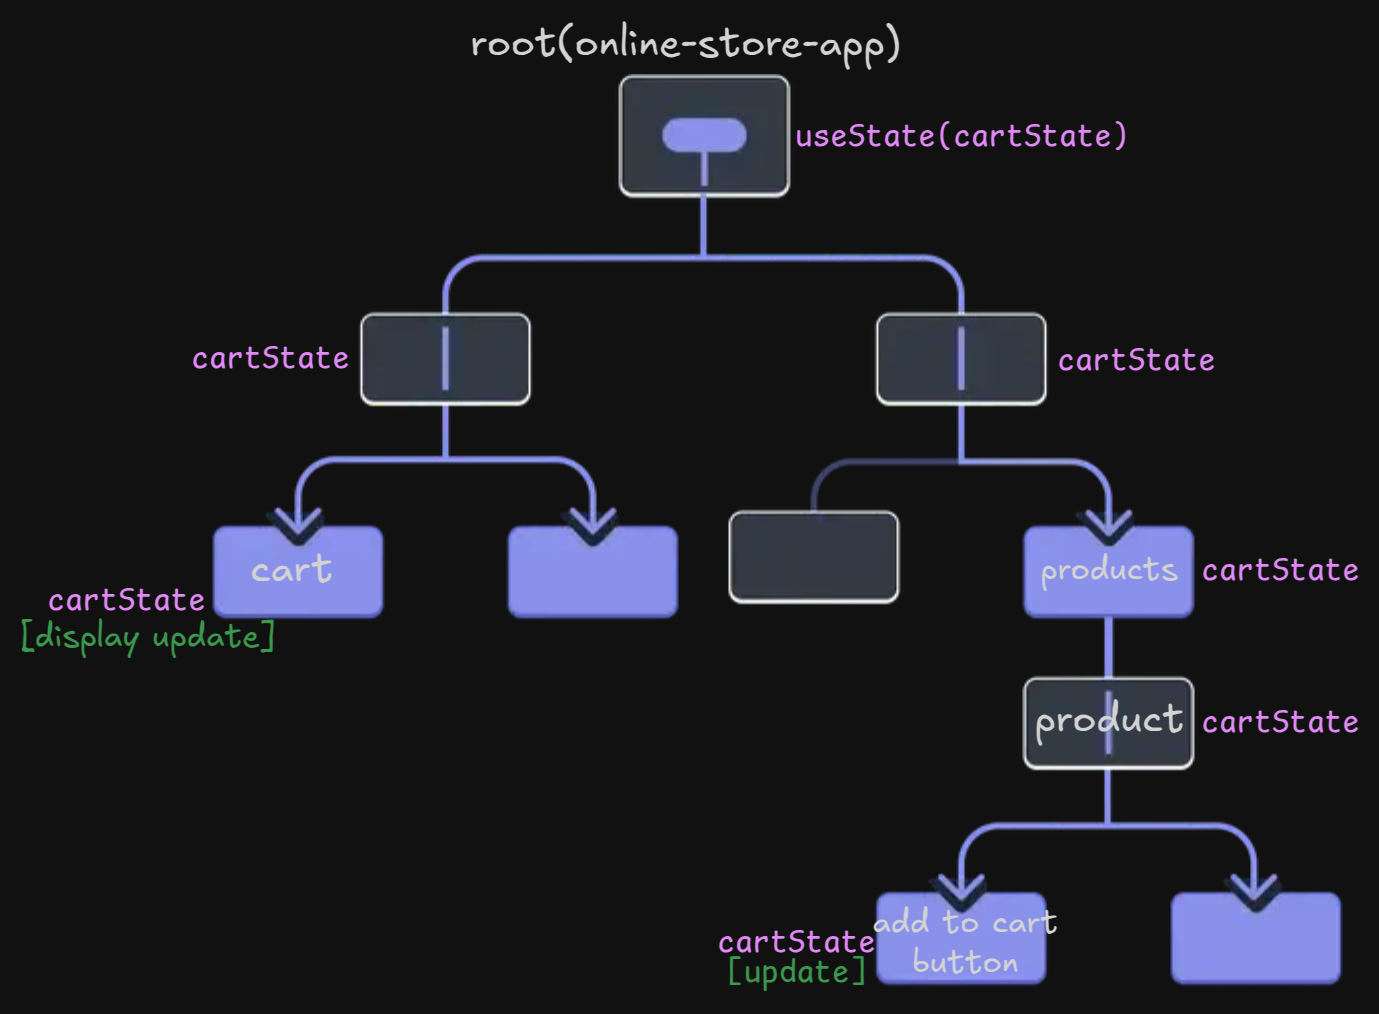 root(online-store-app)
useState(cartState)
cartState
cartState
cart
products
cartState
cartState
[display update]
product
cartState
add to cart
button
cartState
[update]